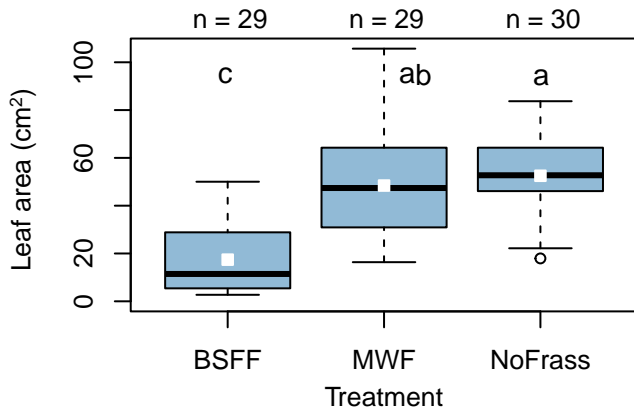 n = 29 n = 29 n = 30
c ab a
Leaf area (cm²)
100
60
20
0
BSFF MWF NoFrass
Treatment